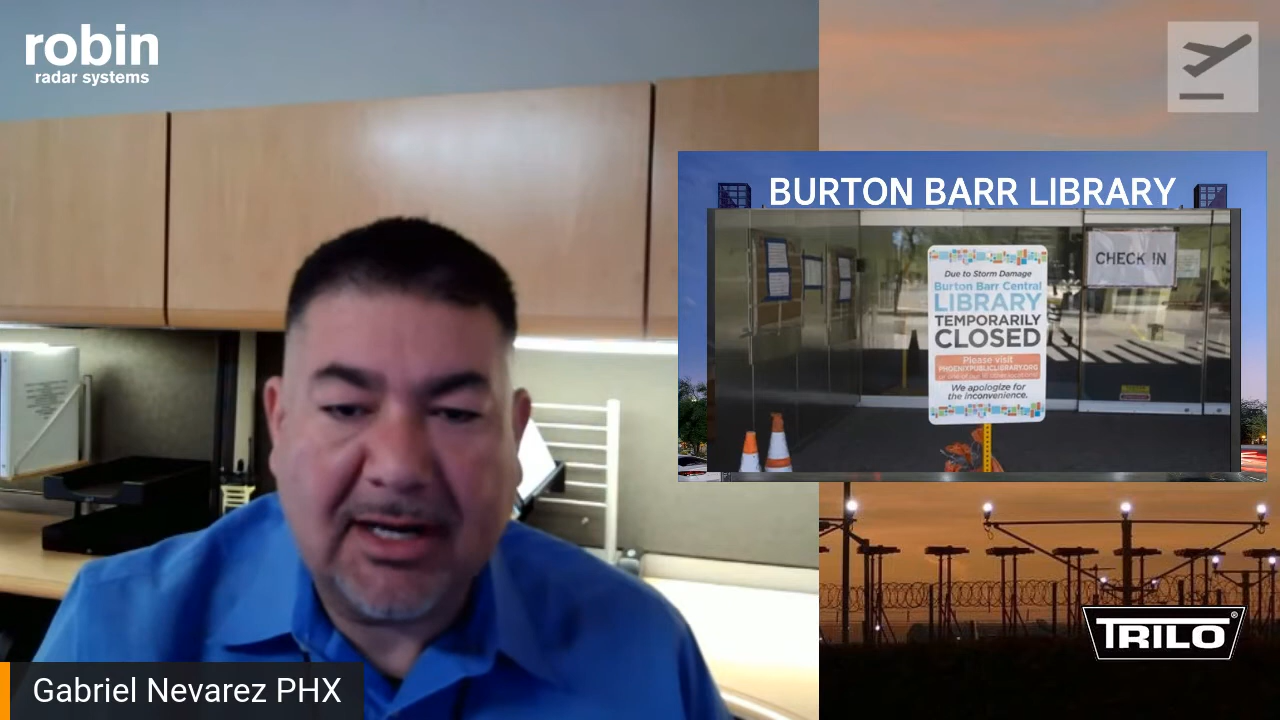 robin
radar systems
BURTON BARR LIBRARY
CHECK IN
Due to Storm Damage
Burton Barr Central
LIBRARY
TEMPORARILY
CLOSED
Please visit
PHOENIXPUBLICLIBRARY.ORG
We apologize for
the inconvenience.
TRILO®
Gabriel Nevarez PHX